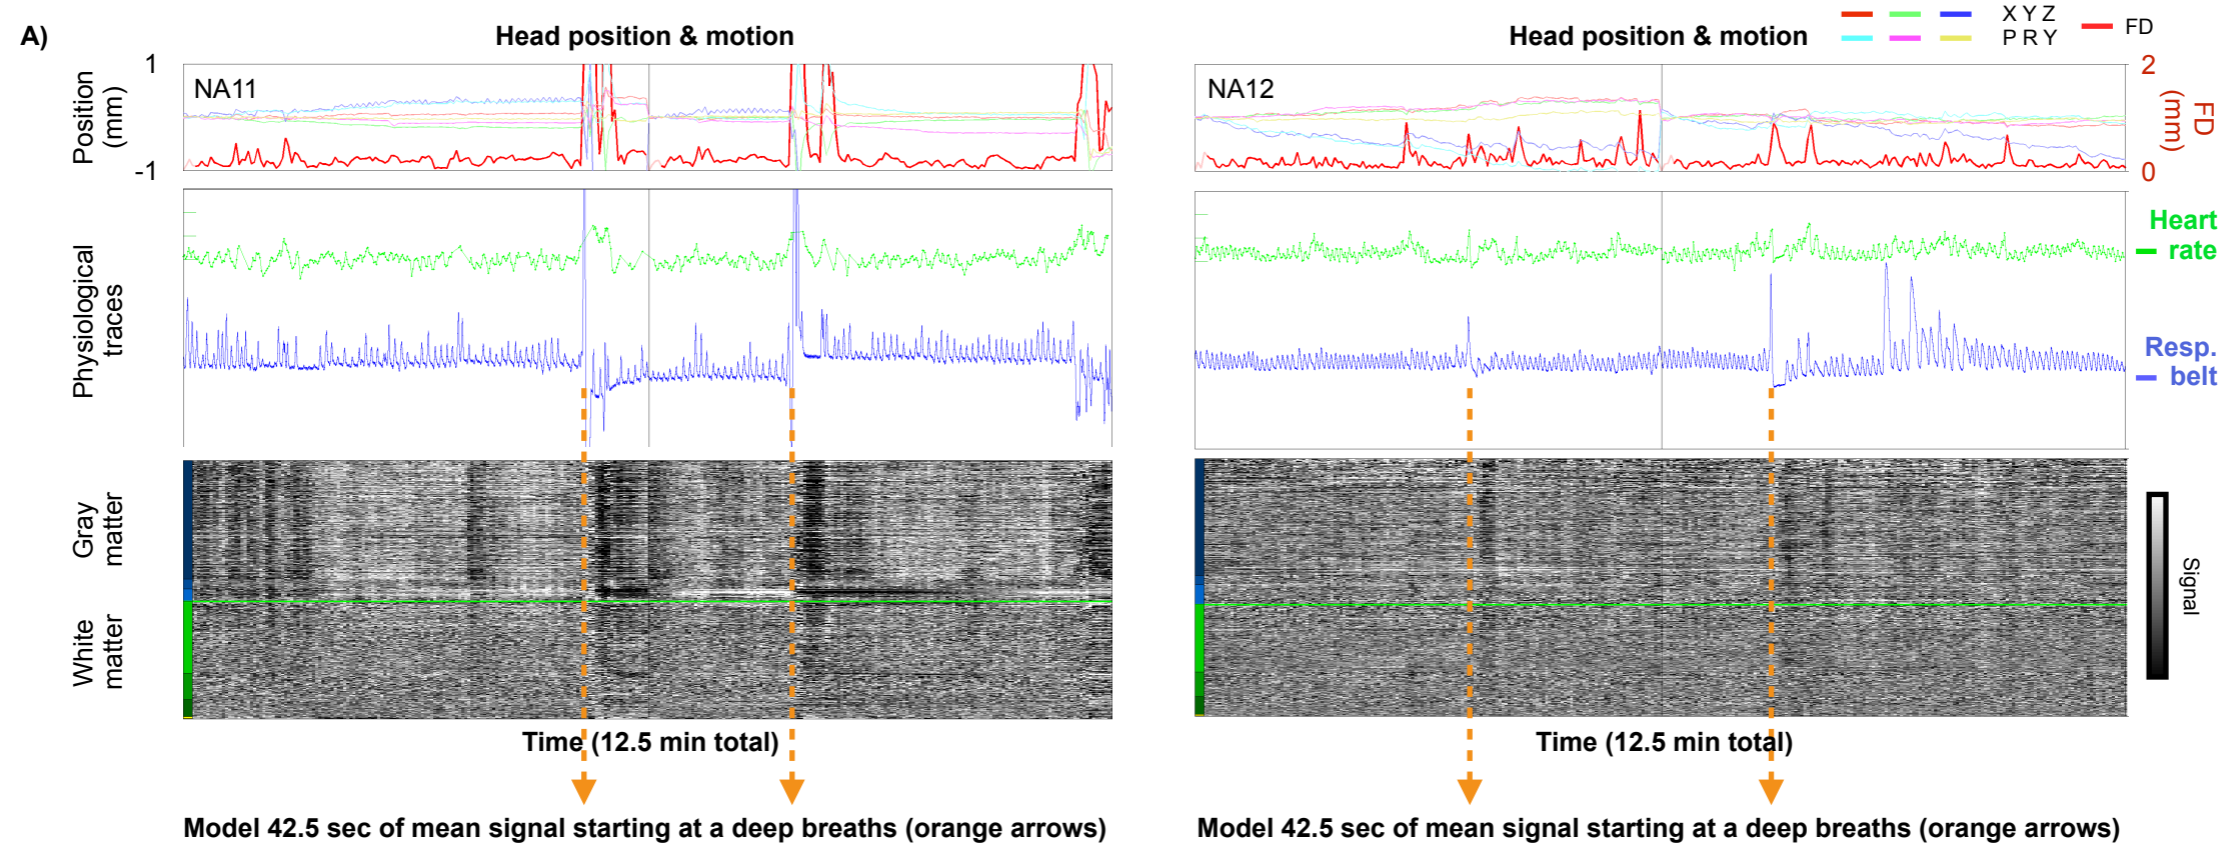 A)
Head position & motion
Head position & motion
X Y Z
P R Y
FD
Position
(mm)
1
-1
NA11
NA12
2
0
FD
(mm)
Physiological
traces
Heart
rate
Resp.
belt
Gray
matter
White
matter
Signal
Time (12.5 min total)
Time (12.5 min total)
Model 42.5 sec of mean signal starting at a deep breaths (orange arrows)
Model 42.5 sec of mean signal starting at a deep breaths (orange arrows)